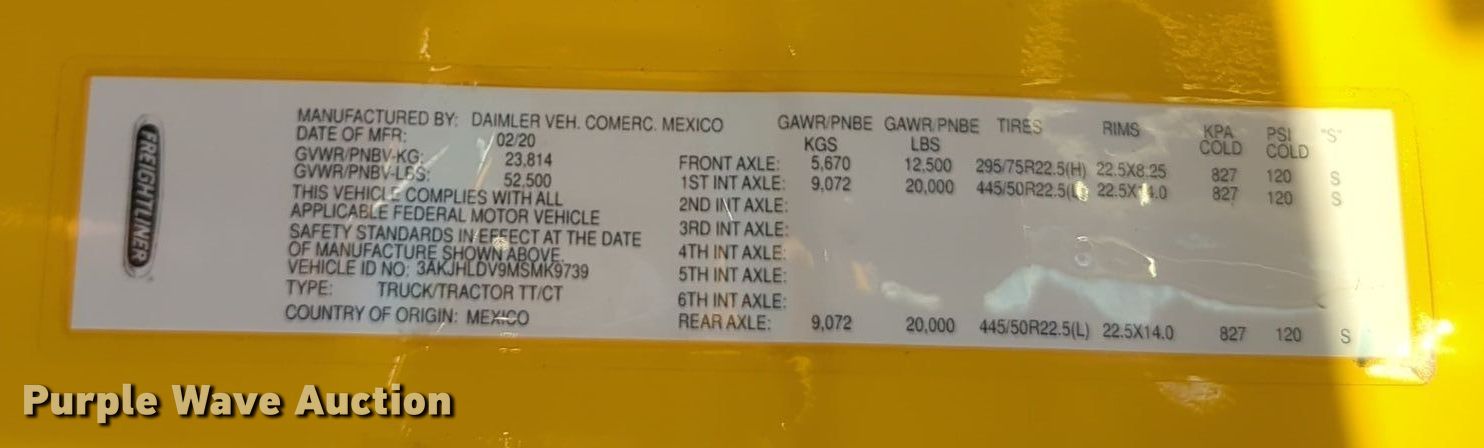 FREIGHTLINER
MANUFACTURED BY: DAIMLER VEH. COMERC. MEXICO
DATE OF MFR: 02/20
GVWR/PNBV-KG: 23,814
GVWR/PNBV-LBS: 52,500
THIS VEHICLE COMPLIES WITH ALL
APPLICABLE FEDERAL MOTOR VEHICLE
SAFETY STANDARDS IN EFFECT AT THE DATE
OF MANUFACTURE SHOWN ABOVE.
VEHICLE ID NO: 3AKJHLDV9MSMK9739
TYPE: TRUCK/TRACTOR TT/CT
COUNTRY OF ORIGIN: MEXICO
GAWR/PNBE GAWR/PNBE TIRES RIMS KPA PSI "S"
KGS LBS COLD COLD
FRONT AXLE: 5,670 12,500 295/75R22.5(H) 22.5X8.25 827 120 S
1ST INT AXLE: 9,072 20,000 445/50R22.5(L) 22.5X14.0 827 120 S
2ND INT AXLE:
3RD INT AXLE:
4TH INT AXLE:
5TH INT AXLE:
6TH INT AXLE:
REAR AXLE: 9,072 20,000 445/50R22.5(L) 22.5X14.0 827 120 S
Purple Wave Auction